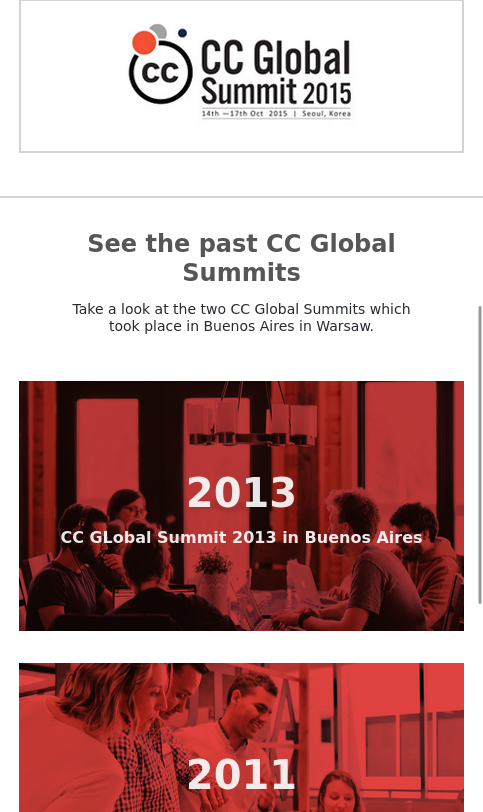 cc
CC Global
Summit 2015
14th —17th Oct 2015 | Seoul, Korea
See the past CC Global
Summits
Take a look at the two CC Global Summits which
took place in Buenos Aires in Warsaw.
2013
CC GLobal Summit 2013 in Buenos Aires
2011